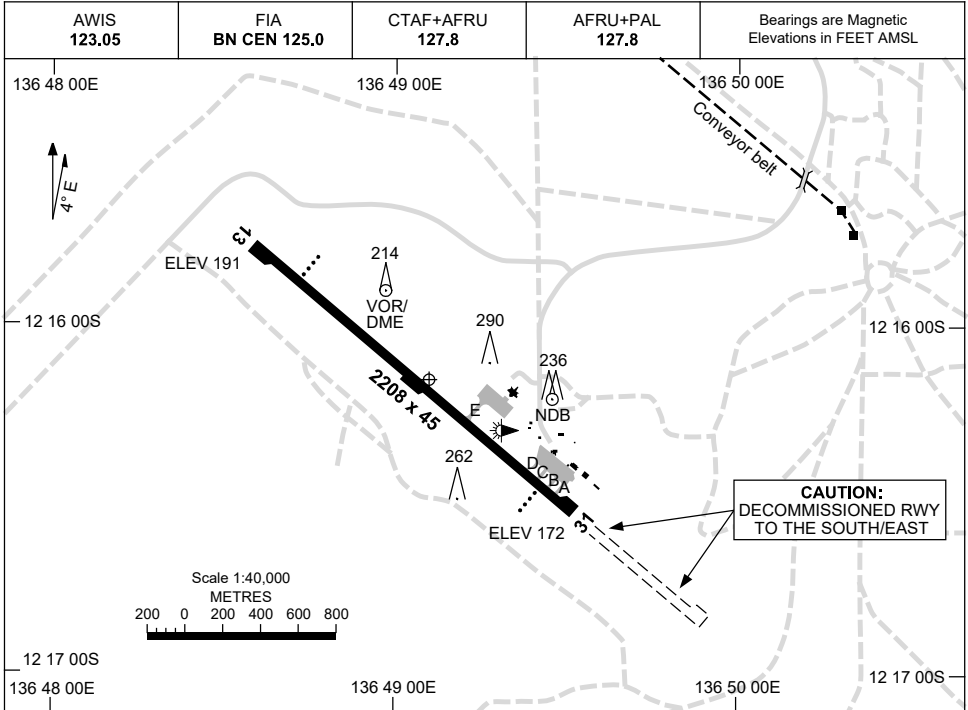 AWIS
123.05
FIA
BN CEN 125.0
CTAF+AFRU
127.8
AFRU+PAL
127.8
Bearings are Magnetic
Elevations in FEET AMSL
136 48 00E
136 49 00E
136 50 00E
Conveyor belt
4° E
13
ELEV 191
214
VOR/
DME
12 16 00S
12 16 00S
290
236
NDB
2208 x 45
E
262
D
C
B
A
31
ELEV 172
CAUTION:
DECOMMISSIONED RWY
TO THE SOUTH/EAST
Scale 1:40,000
METRES
200 0 200 400 600 800
12 17 00S
12 17 00S
136 48 00E
136 49 00E
136 50 00E